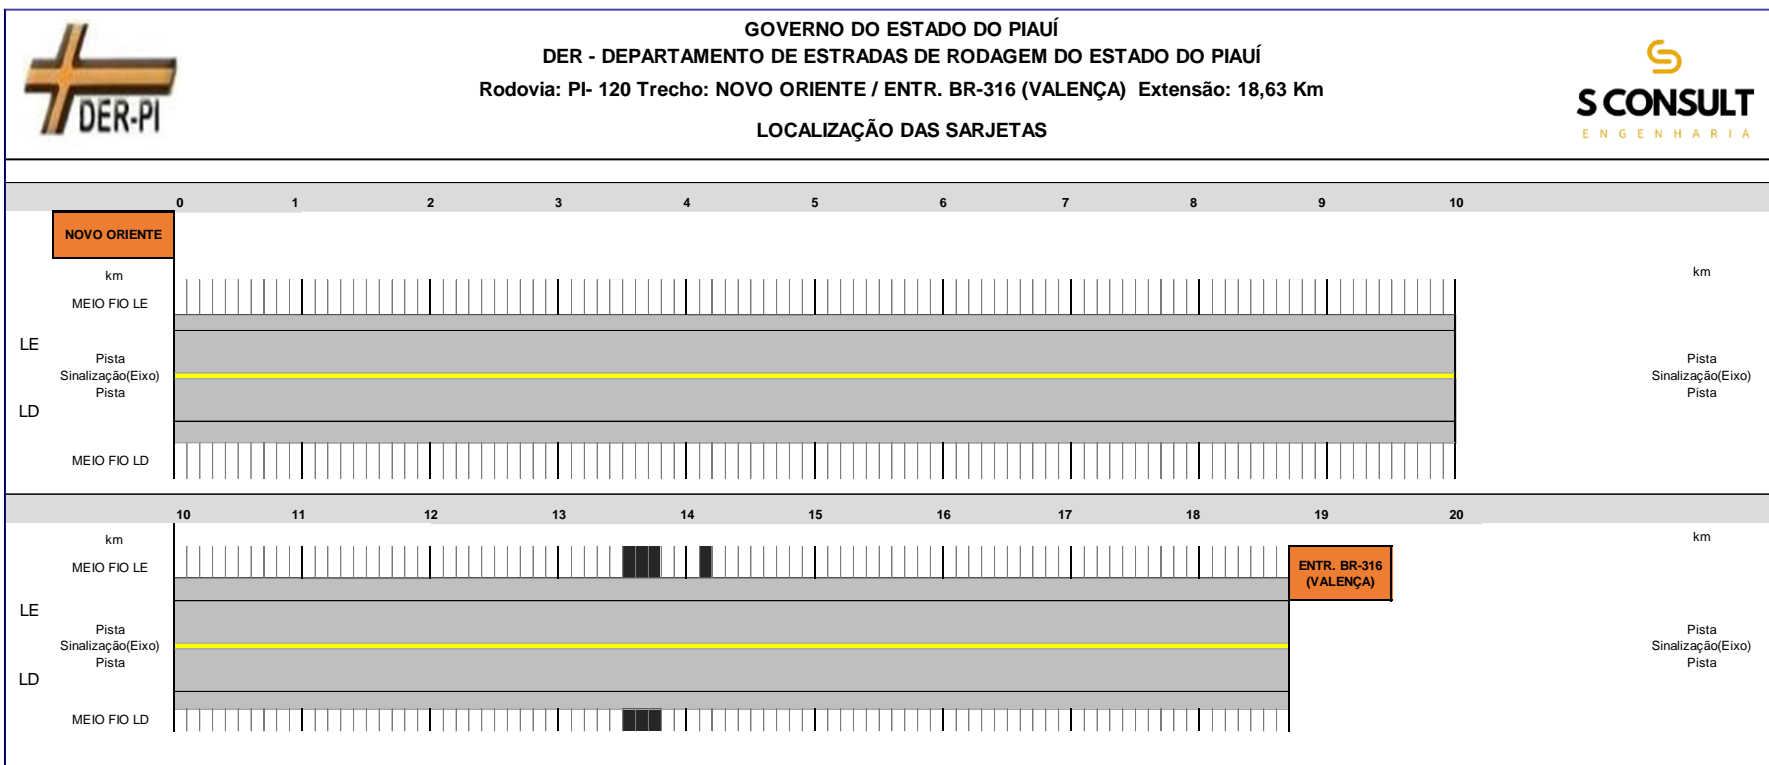 GOVERNO DO ESTADO DO PIAUÍ
DER - DEPARTAMENTO DE ESTRADAS DE RODAGEM DO ESTADO DO PIAUÍ
Rodovia: PI- 120 Trecho: NOVO ORIENTE / ENTR. BR-316 (VALENÇA) Extensão: 18,63 Km
LOCALIZAÇÃO DAS SARJETAS
DER-PI
S CONSULT
ENGENHARIA
0 1 2 3 4 5 6 7 8 9 10
NOVO ORIENTE
km km
MEIO FIO LE
LE
Pista Pista
Sinalização(Eixo) Sinalização(Eixo)
Pista Pista
LD
MEIO FIO LD
10 11 12 13 14 15 16 17 18 19 20
km km
MEIO FIO LE
ENTR. BR-316
(VALENÇA)
LE
Pista Pista
Sinalização(Eixo) Sinalização(Eixo)
Pista Pista
LD
MEIO FIO LD